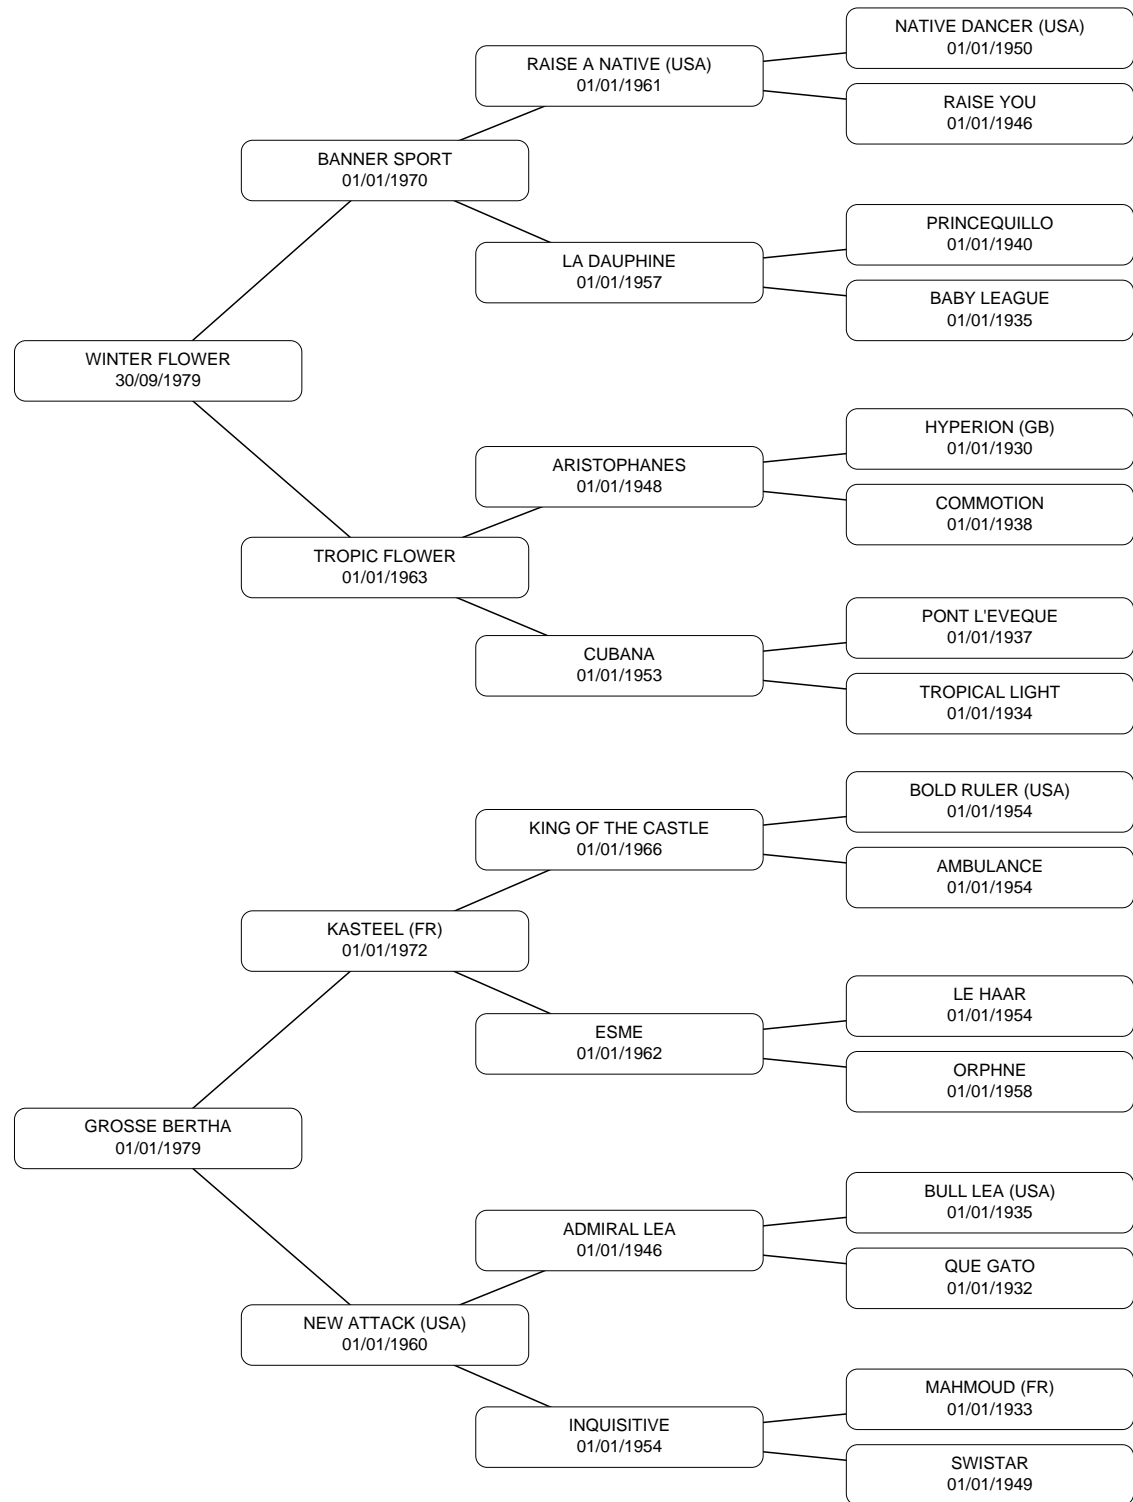 NATIVE DANCER (USA)
01/01/1950
RAISE A NATIVE (USA)
01/01/1961
RAISE YOU
01/01/1946
BANNER SPORT
01/01/1970
PRINCEQUILLO
01/01/1940
LA DAUPHINE
01/01/1957
BABY LEAGUE
01/01/1935
WINTER FLOWER
30/09/1979
HYPERION (GB)
01/01/1930
ARISTOPHANES
01/01/1948
COMMOTION
01/01/1938
TROPIC FLOWER
01/01/1963
PONT L'EVEQUE
01/01/1937
CUBANA
01/01/1953
TROPICAL LIGHT
01/01/1934
BOLD RULER (USA)
01/01/1954
KING OF THE CASTLE
01/01/1966
AMBULANCE
01/01/1954
KASTEEL (FR)
01/01/1972
LE HAAR
01/01/1954
ESME
01/01/1962
ORPHNE
01/01/1958
GROSSE BERTHA
01/01/1979
BULL LEA (USA)
01/01/1935
ADMIRAL LEA
01/01/1946
QUE GATO
01/01/1932
NEW ATTACK (USA)
01/01/1960
MAHMOUD (FR)
01/01/1933
INQUISITIVE
01/01/1954
SWISTAR
01/01/1949